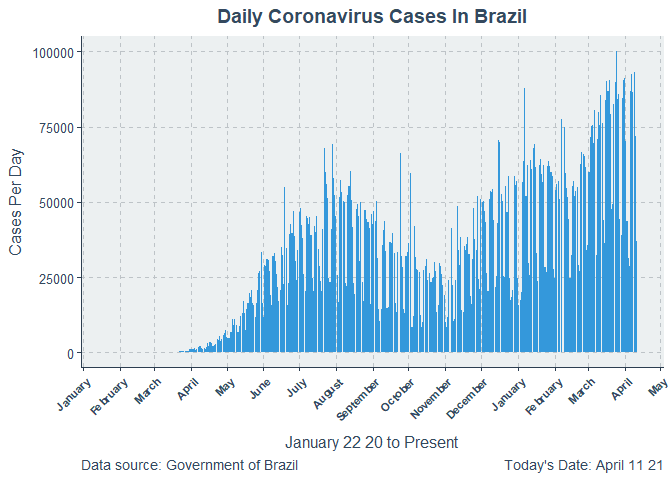 Daily Coronavirus Cases In Brazil
Cases Per Day
100000
75000
50000
25000
0
January
February
March
April
May
June
July
August
September
October
November
December
January
February
March
April
May
January 22 20 to Present
Data source: Government of Brazil
Today's Date: April 11 21